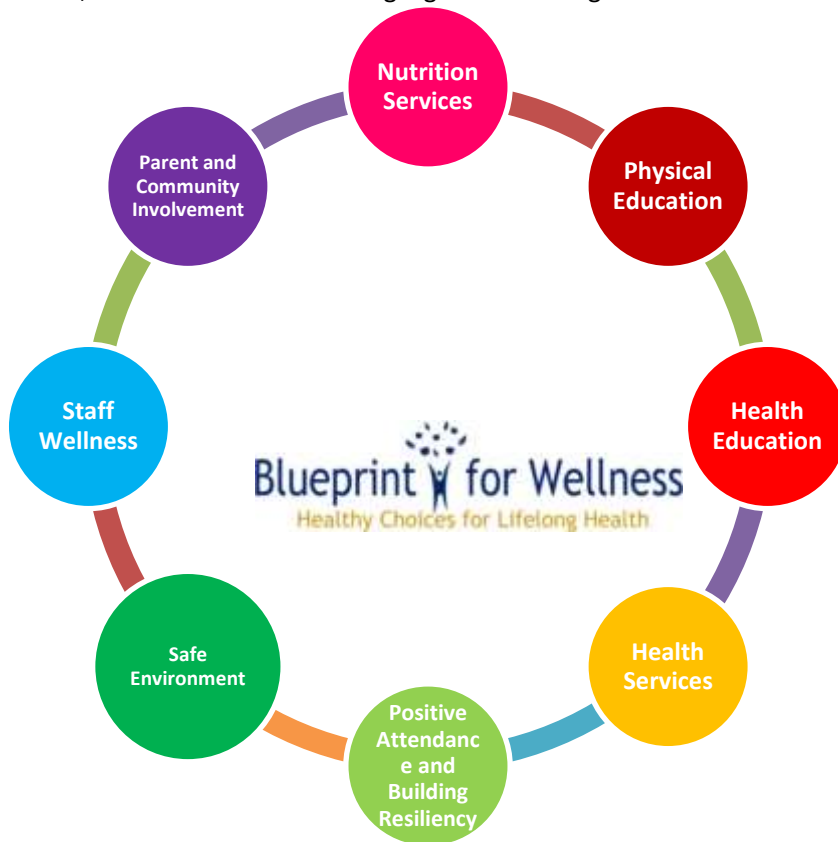 Nutrition
Services
Physical
Education
Health
Education
Health
Services
Positive
Attendanc
e and
Building
Resiliency
Safe
Environment
Staff
Wellness
Parent and
Community
Involvement
Blueprint for Wellness
Healthy Choices for Lifelong Health